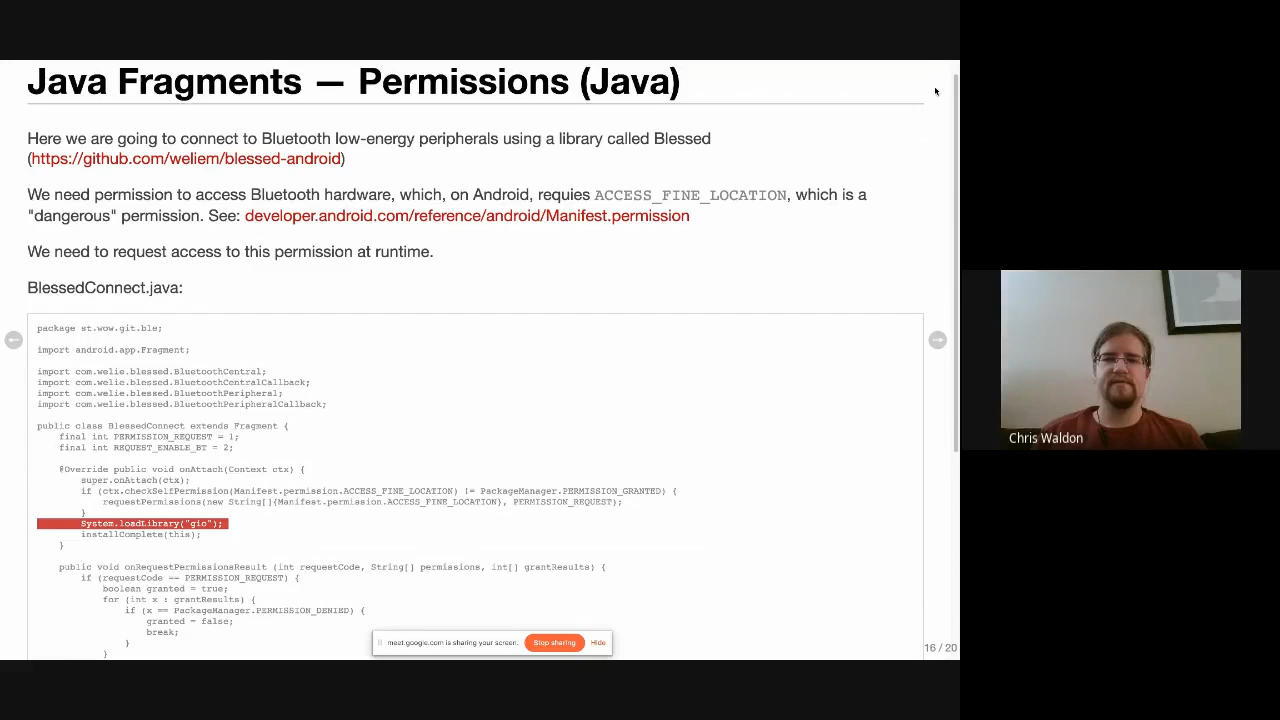 Java Fragments — Permissions (Java)
Here we are going to connect to Bluetooth low-energy peripherals using a library called Blessed
(https://github.com/weliem/blessed-android)
We need permission to access Bluetooth hardware, which, on Android, requies ACCESS_FINE_LOCATION, which is a
"dangerous" permission. See: developer.android.com/reference/android/Manifest.permission
We need to request access to this permission at runtime.
BlessedConnect.java:
package st.wow.git.ble;
import android.app.Fragment;
import com.welie.blessed.BluetoothCentral;
import com.welie.blessed.BluetoothCentralCallback;
import com.welie.blessed.BluetoothPeripheral;
import com.welie.blessed.BluetoothPeripheralCallback;
public class BlessedConnect extends Fragment {
final int PERMISSION_REQUEST = 1;
final int REQUEST_ENABLE_BT = 2;
@Override public void onAttach(Context ctx) {
super.onAttach(ctx);
if (ctx.checkSelfPermission(Manifest.permission.ACCESS_FINE_LOCATION) != PackageManager.PERMISSION_GRANTED) {
requestPermissions(new String[]{Manifest.permission.ACCESS_FINE_LOCATION}, PERMISSION_REQUEST);
}
System.loadLibrary("gio");
installComplete(this);
}
public void onRequestPermissionsResult (int requestCode, String[] permissions, int[] grantResults) {
if (requestCode == PERMISSION_REQUEST) {
boolean granted = true;
for (int x : grantResults) {
if (x == PackageManager.PERMISSION_DENIED) {
granted = false;
break;
}
}
meet.google.com is sharing your screen. Stop sharing Hide
16 / 20
Chris Waldon